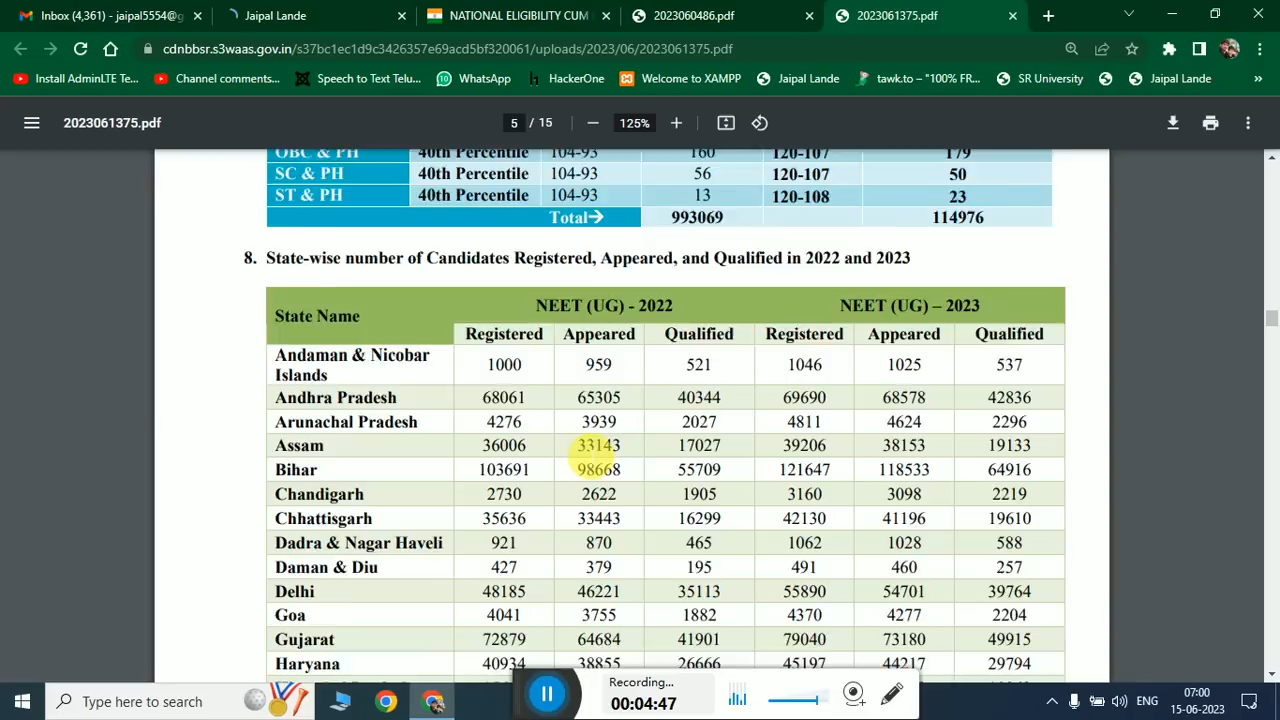 Inbox (4,361) - jaipal5554@g
Jaipal Lande
NATIONAL ELIGIBILITY CUM
2023060486.pdf
2023061375.pdf
cdnbbsr.s3waas.gov.in/s37bc1ec1d9c3426357e69acd5bf320061/uploads/2023/06/2023061375.pdf
Install AdminLTE Te... Channel comments... Speech to Text Telu... WhatsApp HackerOne Welcome to XAMPP Jaipal Lande tawk.to – "100% FR... SR University Jaipal Lande »
2023061375.pdf 5 / 15 125%
OBC & PH 40th Percentile 104-93 160 120-107 179
SC & PH 40th Percentile 104-93 56 120-107 50
ST & PH 40th Percentile 104-93 13 120-108 23
Total→ 993069 114976
8. State-wise number of Candidates Registered, Appeared, and Qualified in 2022 and 2023
State Name NEET (UG) - 2022 NEET (UG) – 2023
Registered Appeared Qualified Registered Appeared Qualified
Andaman & Nicobar
Islands 1000 959 521 1046 1025 537
Andhra Pradesh 68061 65305 40344 69690 68578 42836
Arunachal Pradesh 4276 3939 2027 4811 4624 2296
Assam 36006 33143 17027 39206 38153 19133
Bihar 103691 98668 55709 121647 118533 64916
Chandigarh 2730 2622 1905 3160 3098 2219
Chhattisgarh 35636 33443 16299 42130 41196 19610
Dadra & Nagar Haveli 921 870 465 1062 1028 588
Daman & Diu 427 379 195 491 460 257
Delhi 48185 46221 35113 55890 54701 39764
Goa 4041 3755 1882 4370 4277 2204
Gujarat 72879 64684 41901 79040 73180 49915
Haryana 40934 38855 26666 45197 44217 29794
Recording...
00:04:47
Type here to search
ENG
07:00
15-06-2023